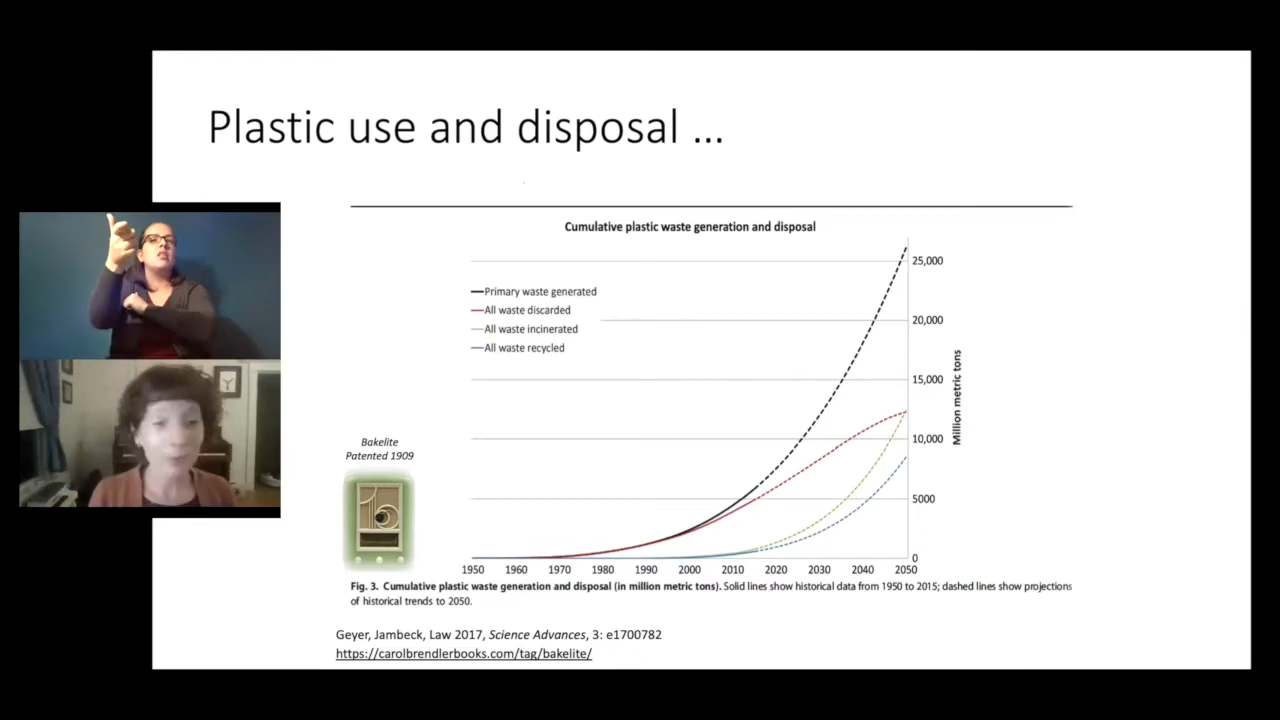 Plastic use and disposal ...
Cumulative plastic waste generation and disposal
Primary waste generated
All waste discarded
All waste incinerated
All waste recycled
25,000
20,000
15,000
10,000
5000
0
Million metric tons
1950 1960 1970 1980 1990 2000 2010 2020 2030 2040 2050
Bakelite
Patented 1909
Fig. 3. Cumulative plastic waste generation and disposal (in million metric tons). Solid lines show historical data from 1950 to 2015; dashed lines show projections
of historical trends to 2050.
Geyer, Jambeck, Law 2017, Science Advances, 3: e1700782
https://carolbrendlerbooks.com/tag/bakelite/